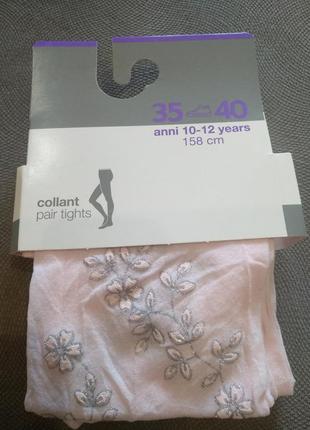 35 40
anni 10-12 years
158 cm
collant
pair tights